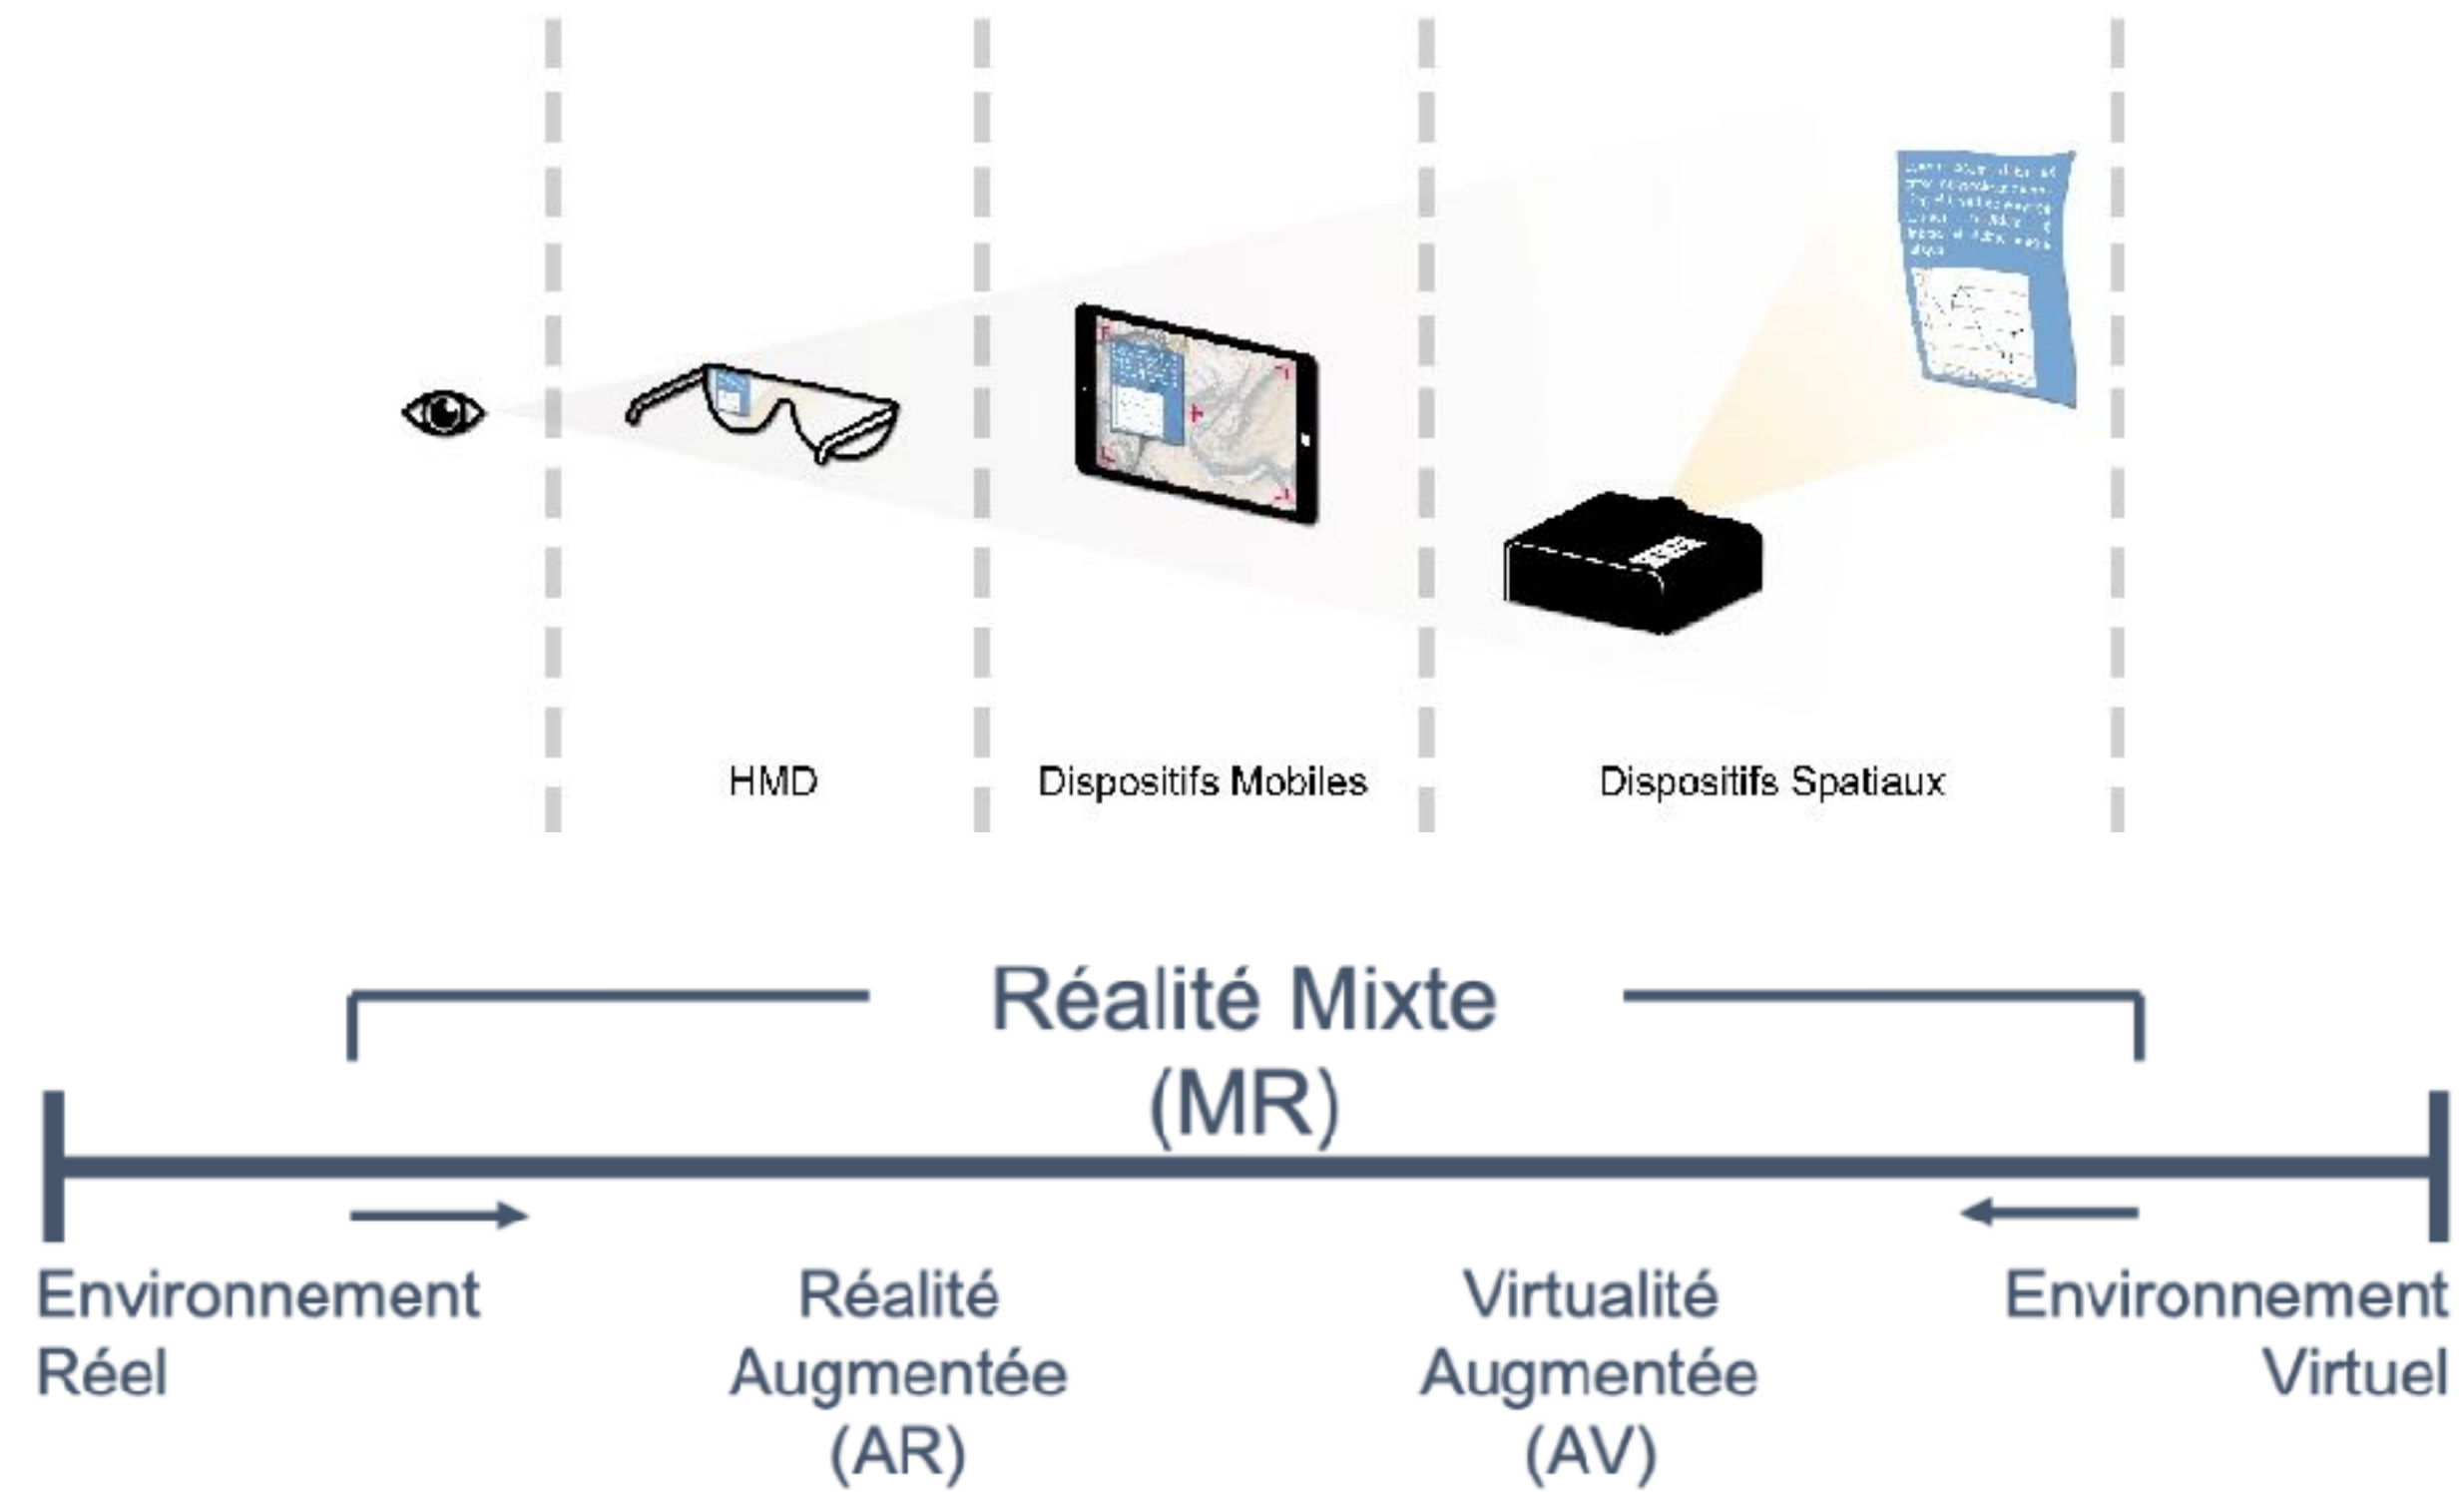 HMD
Dispositifs Mobiles
Dispositifs Spatiaux
Réalité Mixte
(MR)
Environnement
Réel
Réalité
Augmentée
(AR)
Virtualité
Augmentée
(AV)
Environnement
Virtuel